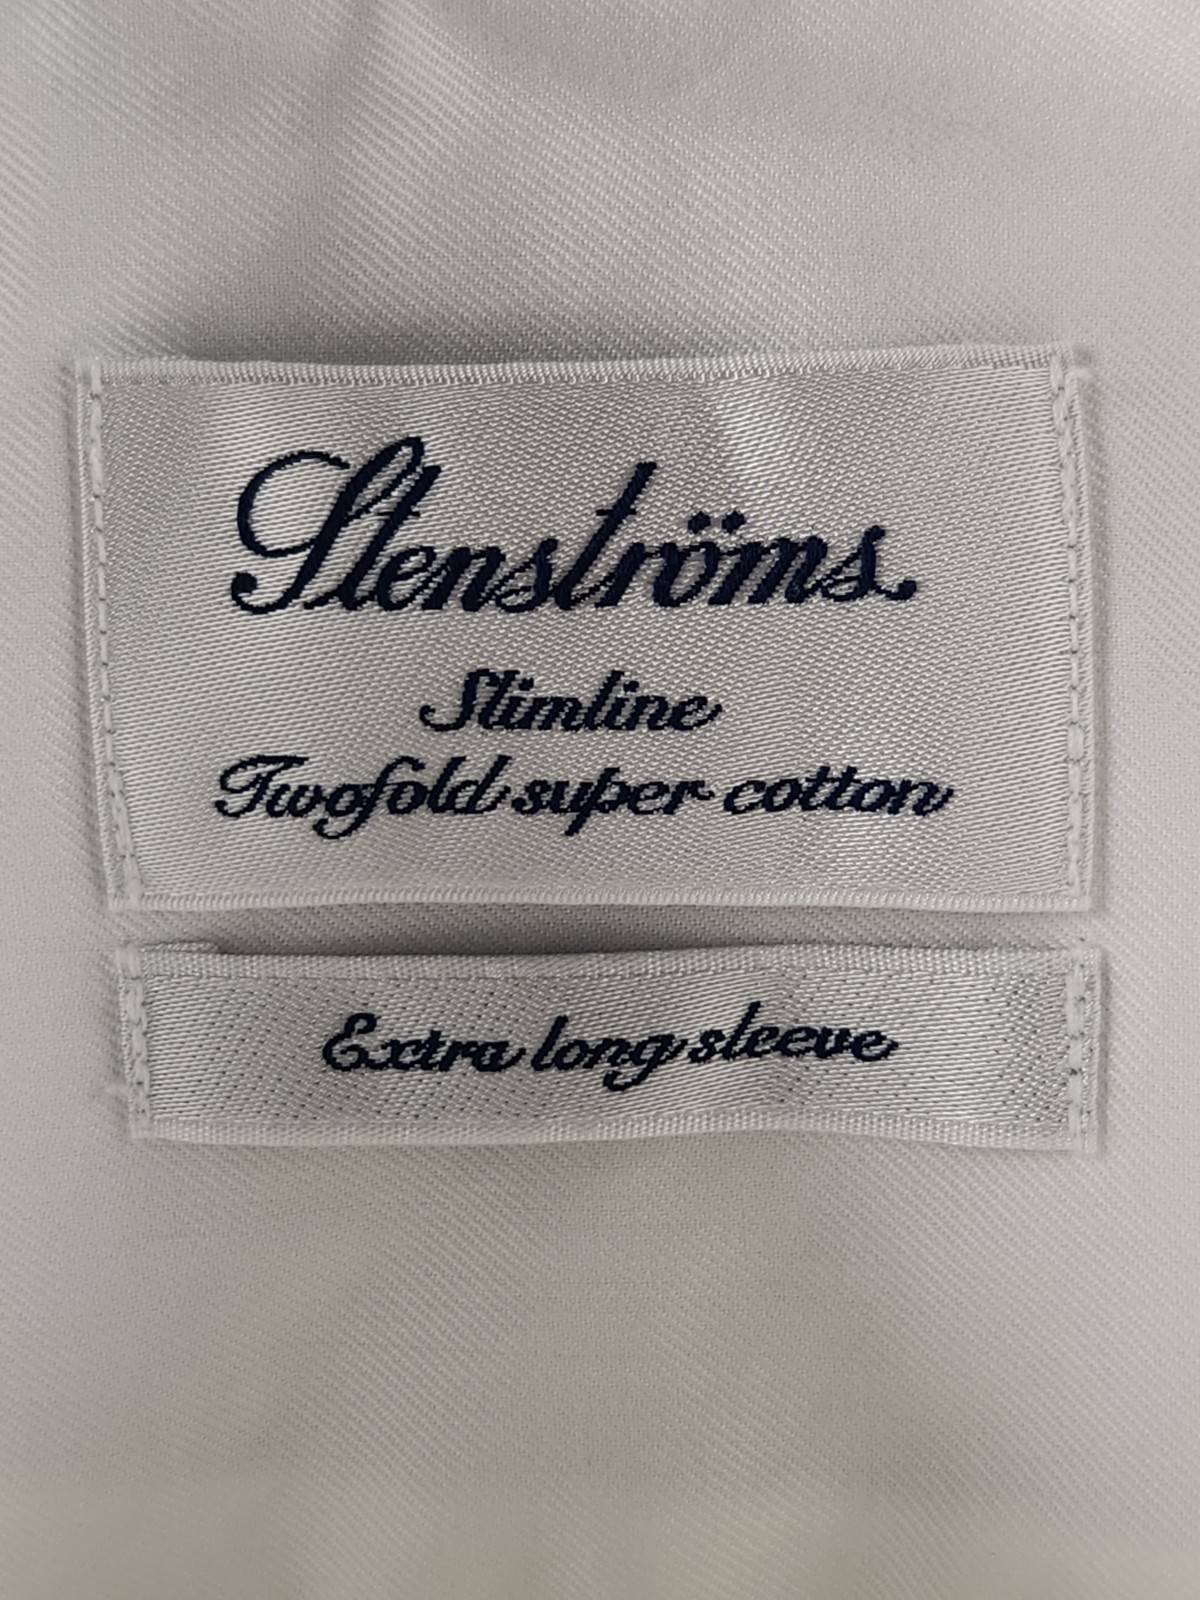 Stenströms
Slimline
Twofold super cotton
Extra long sleeve